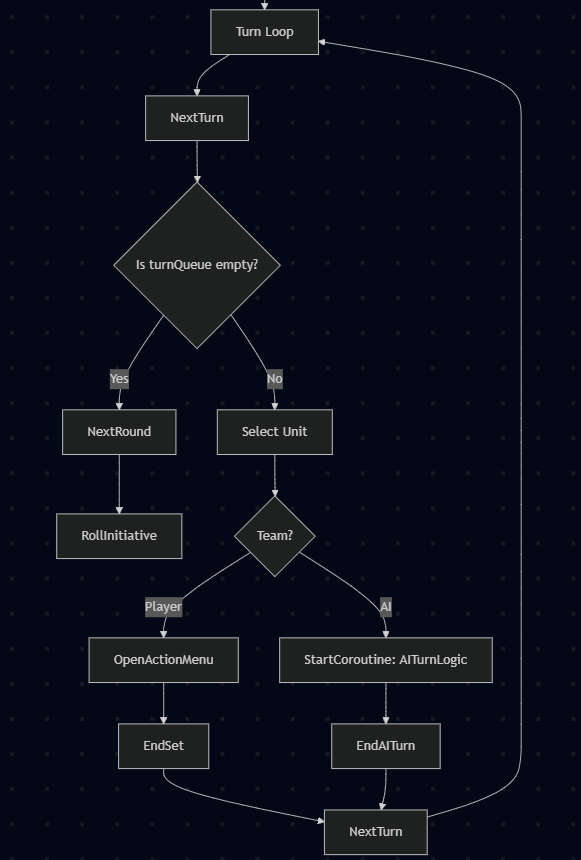 Turn Loop
NextTurn
Is turnQueue empty?
Yes
No
NextRound
Select Unit
RollInitiative
Team?
Player
AI
OpenActionMenu
StartCoroutine: AITurnLogic
EndSet
EndAITurn
NextTurn